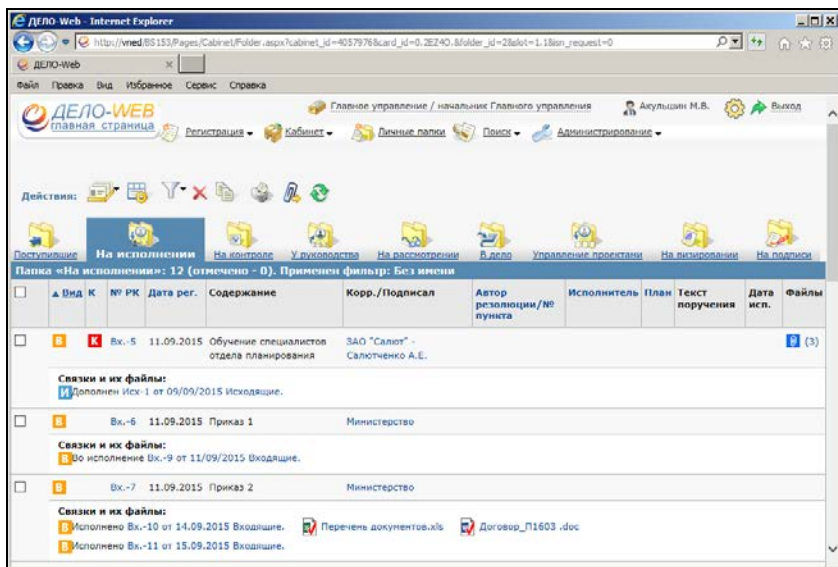 ДЕЛО-Web - Internet Explorer
http://vned/BS153/Pages/Cabinet/Folder.aspx?cabinet_id=4057976&card_id=0.2EZ4O.&folder_id=2&slot=1.1&isn_request=0
ДЕЛО-Web
Файл Правка Вид Избранное Сервис Справка
ДЕЛО-WEB
главная страница
Главное управление / начальник Главного управления Акульшин М.В. Выход
Регистрация Кабинет Личные папки Поиск Администрирование
Действия:
Поступившие На исполнении На контроле У руководства На рассмотрении В дело Управление проектами На визировании На подписи
Папка «На исполнении»: 12 (отмечено - 0). Применен фильтр: Без имени
Вид К № РК Дата рег. Содержание Корр./Подписал Автор резолюции/№ пункта Исполнитель План Текст поручения Дата исп. Файлы
В К Вх.-5 11.09.2015 Обучение специалистов отдела планирования ЗАО "Салют" - Салютченко А.Е. (3)
Связки и их файлы:
И Дополнен Исх-1 от 09/09/2015 Исходящие.
В Вх.-6 11.09.2015 Приказ 1 Министерство
Связки и их файлы:
В Во исполнение Вх.-9 от 11/09/2015 Входящие.
В Вх.-7 11.09.2015 Приказ 2 Министерство
Связки и их файлы:
В Исполнено Вх.-10 от 14.09.2015 Входящие. Перечень документов.xls Договор_П1603 .doc
В Исполнено Вх.-11 от 15.09.2015 Входящие.